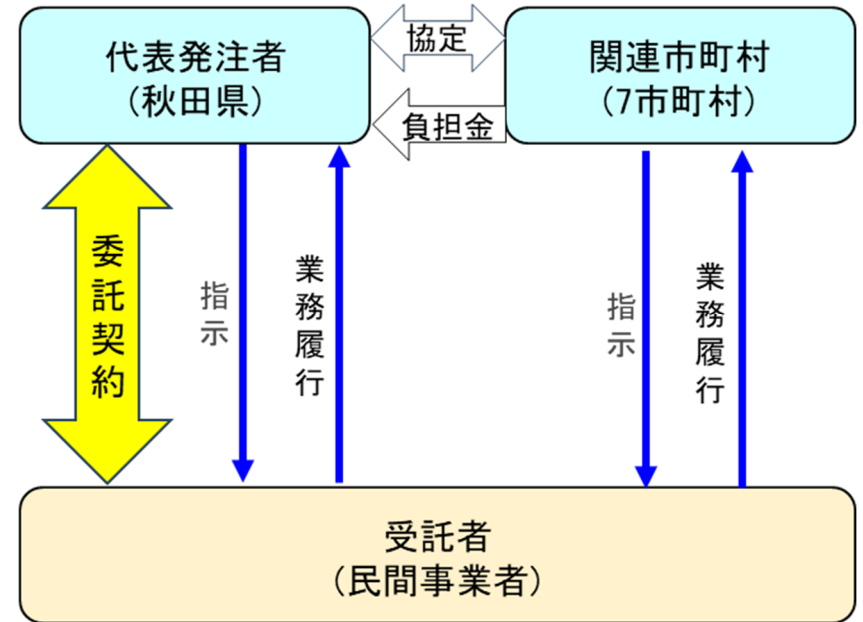 代表発注者
（秋田県）
協定
負担金
関連市町村
（7市町村）
委託契約
指示
業務履行
指示
業務履行
受託者
（民間事業者）